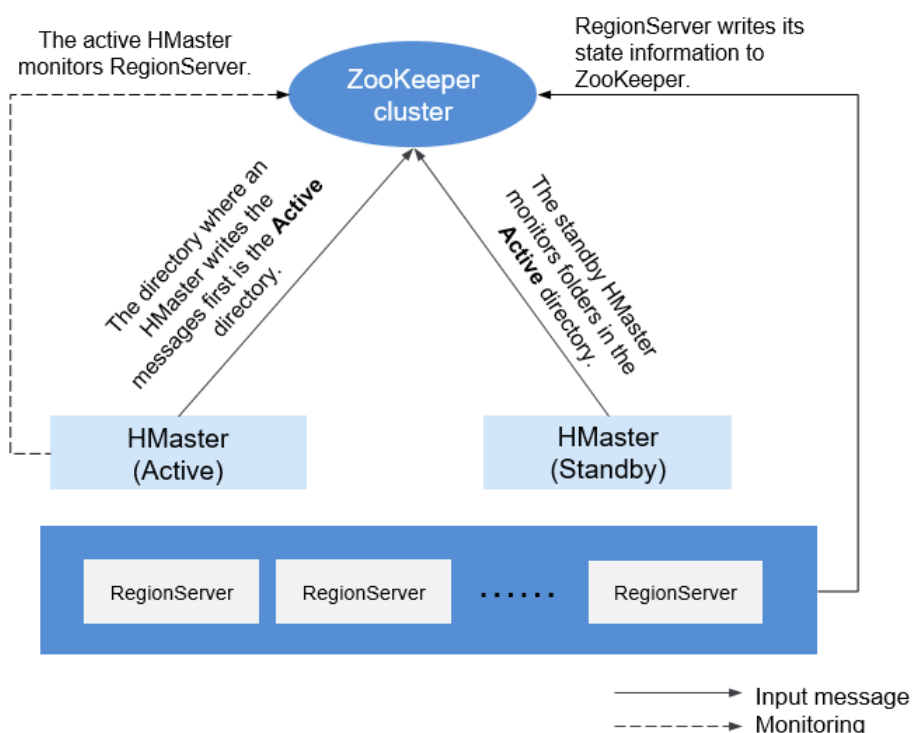 The active HMaster
monitors RegionServer.
RegionServer writes its
state information to
ZooKeeper.
ZooKeeper
cluster
The directory where an
HMaster writes the
messages first is the Active
directory.
The standby HMaster
monitors folders in the
Active directory.
HMaster
(Active)
HMaster
(Standby)
RegionServer
RegionServer
······
RegionServer
Input message
Monitoring